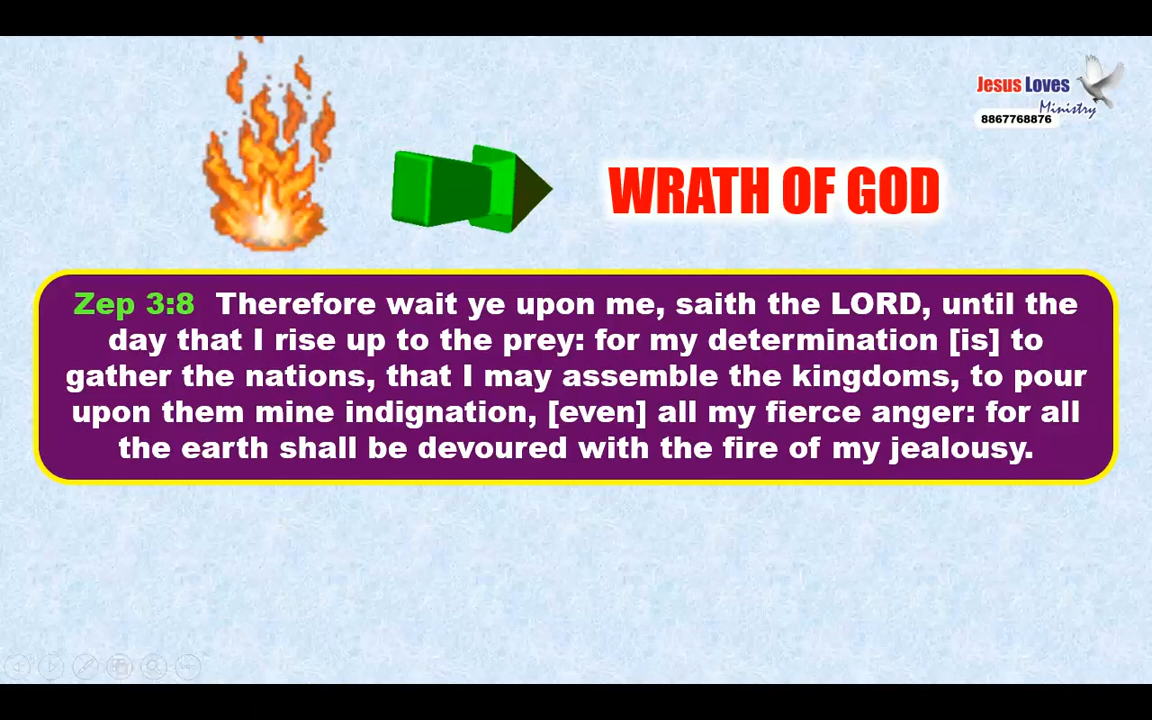 Jesus Loves
Ministry
8867768876
WRATH OF GOD
Zep 3:8 Therefore wait ye upon me, saith the LORD, until the
day that I rise up to the prey: for my determination [is] to
gather the nations, that I may assemble the kingdoms, to pour
upon them mine indignation, [even] all my fierce anger: for all
the earth shall be devoured with the fire of my jealousy.